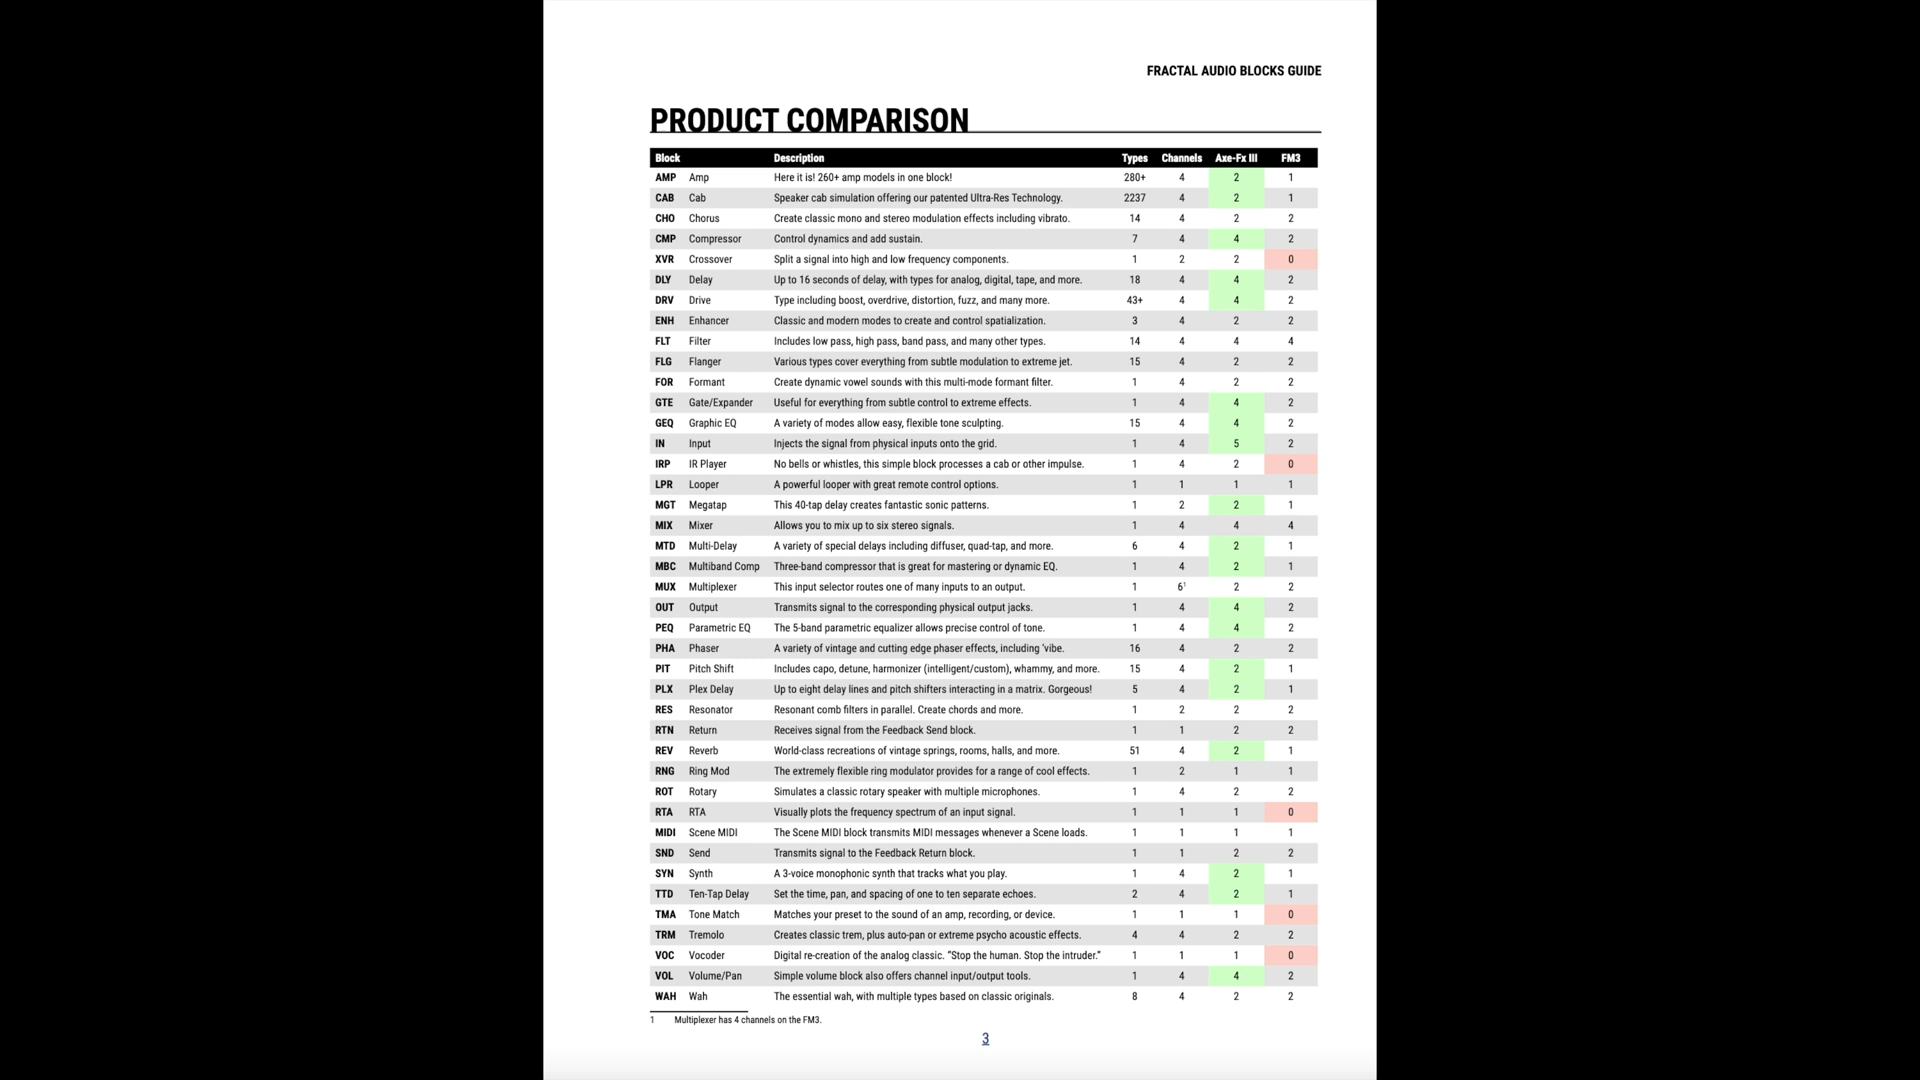 FRACTAL AUDIO BLOCKS GUIDE
PRODUCT COMPARISON
Block Description Types Channels Axe-Fx III FM3
AMP Amp Here it is! 260+ amp models in one block! 280+ 4 2 1
CAB Cab Speaker cab simulation offering our patented Ultra-Res Technology. 2237 4 2 1
CHO Chorus Create classic mono and stereo modulation effects including vibrato. 14 4 2 2
CMP Compressor Control dynamics and add sustain. 7 4 4 2
XVR Crossover Split a signal into high and low frequency components. 1 2 2 0
DLY Delay Up to 16 seconds of delay, with types for analog, digital, tape, and more. 18 4 4 2
DRV Drive Type including boost, overdrive, distortion, fuzz, and many more. 43+ 4 4 2
ENH Enhancer Classic and modern modes to create and control spatialization. 3 4 2 2
FLT Filter Includes low pass, high pass, band pass, and many other types. 14 4 4 4
FLG Flanger Various types cover everything from subtle modulation to extreme jet. 15 4 2 2
FOR Formant Create dynamic vowel sounds with this multi-mode formant filter. 1 4 2 2
GTE Gate/Expander Useful for everything from subtle control to extreme effects. 1 4 4 2
GEQ Graphic EQ A variety of modes allow easy, flexible tone sculpting. 15 4 4 2
IN Input Injects the signal from physical inputs onto the grid. 1 4 5 2
IRP IR Player No bells or whistles, this simple block processes a cab or other impulse. 1 4 2 0
LPR Looper A powerful looper with great remote control options. 1 1 1 1
MGT Megatap This 40-tap delay creates fantastic sonic patterns. 1 2 2 1
MIX Mixer Allows you to mix up to six stereo signals. 1 4 4 4
MTD Multi-Delay A variety of special delays including diffuser, quad-tap, and more. 6 4 2 1
MBC Multiband Comp Three-band compressor that is great for mastering or dynamic EQ. 1 4 2 1
MUX Multiplexer This input selector routes one of many inputs to an output. 1 6¹ 2 2
OUT Output Transmits signal to the corresponding physical output jacks. 1 4 4 2
PEQ Parametric EQ The 5-band parametric equalizer allows precise control of tone. 1 4 4 2
PHA Phaser A variety of vintage and cutting edge phaser effects, including ‘vibe. 16 4 2 2
PIT Pitch Shift Includes capo, detune, harmonizer (intelligent/custom), whammy, and more. 15 4 2 1
PLX Plex Delay Up to eight delay lines and pitch shifters interacting in a matrix. Gorgeous! 5 4 2 1
RES Resonator Resonant comb filters in parallel. Create chords and more. 1 2 2 2
RTN Return Receives signal from the Feedback Send block. 1 1 2 2
REV Reverb World-class recreations of vintage springs, rooms, halls, and more. 51 4 2 1
RNG Ring Mod The extremely flexible ring modulator provides for a range of cool effects. 1 2 1 1
ROT Rotary Simulates a classic rotary speaker with multiple microphones. 1 4 2 2
RTA RTA Visually plots the frequency spectrum of an input signal. 1 1 1 0
MIDI Scene MIDI The Scene MIDI block transmits MIDI messages whenever a Scene loads. 1 1 1 1
SND Send Transmits signal to the Feedback Return block. 1 1 2 2
SYN Synth A 3-voice monophonic synth that tracks what you play. 1 4 2 1
TTD Ten-Tap Delay Set the time, pan, and spacing of one to ten separate echoes. 2 4 2 1
TMA Tone Match Matches your preset to the sound of an amp, recording, or device. 1 1 1 0
TRM Tremolo Creates classic trem, plus auto-pan or extreme psycho acoustic effects. 4 4 2 2
VOC Vocoder Digital re-creation of the analog classic. “Stop the human. Stop the intruder.” 1 1 1 0
VOL Volume/Pan Simple volume block also offers channel input/output tools. 1 4 4 2
WAH Wah The essential wah, with multiple types based on classic originals. 8 4 2 2
1 Multiplexer has 4 channels on the FM3.
3